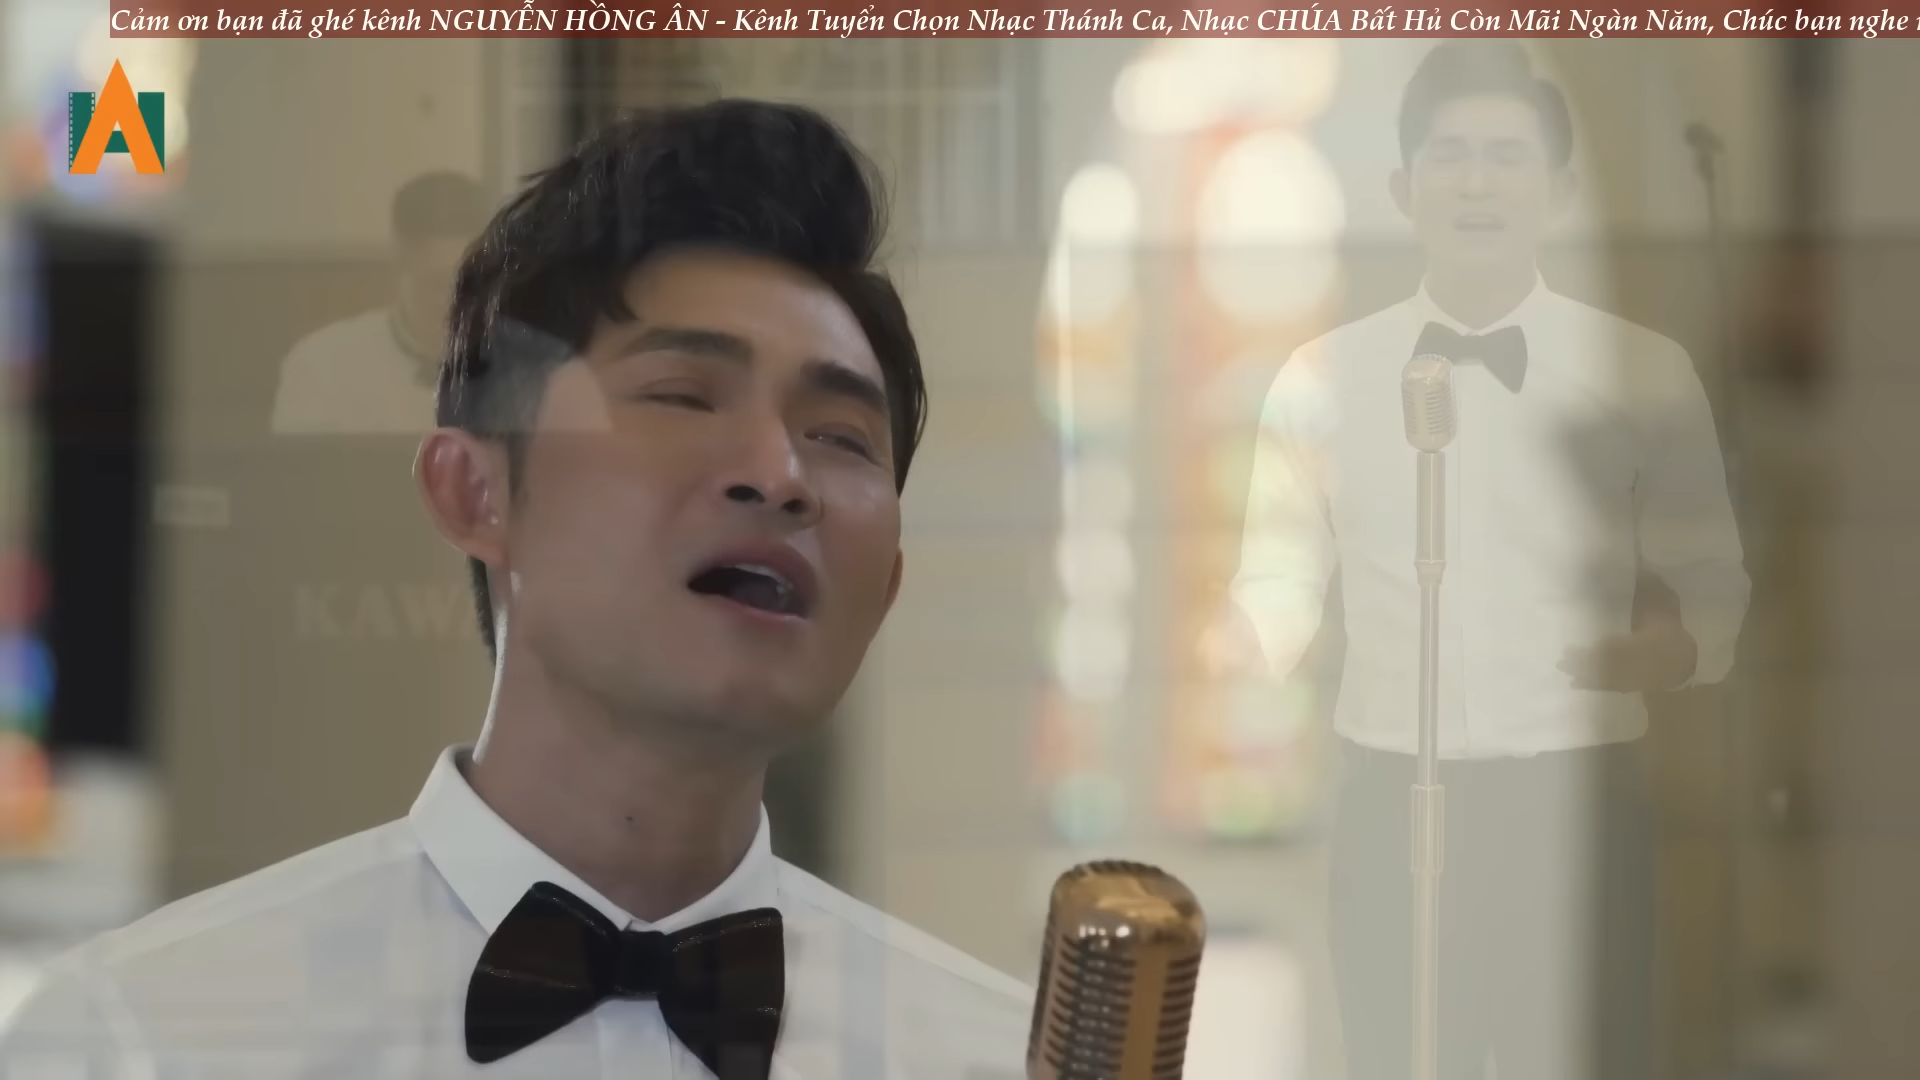 Cảm ơn bạn đã ghé kênh NGUYỄN HỒNG ÂN - Kênh Tuyển Chọn Nhạc Thánh Ca, Nhạc CHÚA Bất Hủ Còn Mãi Ngàn Năm, Chúc bạn nghe